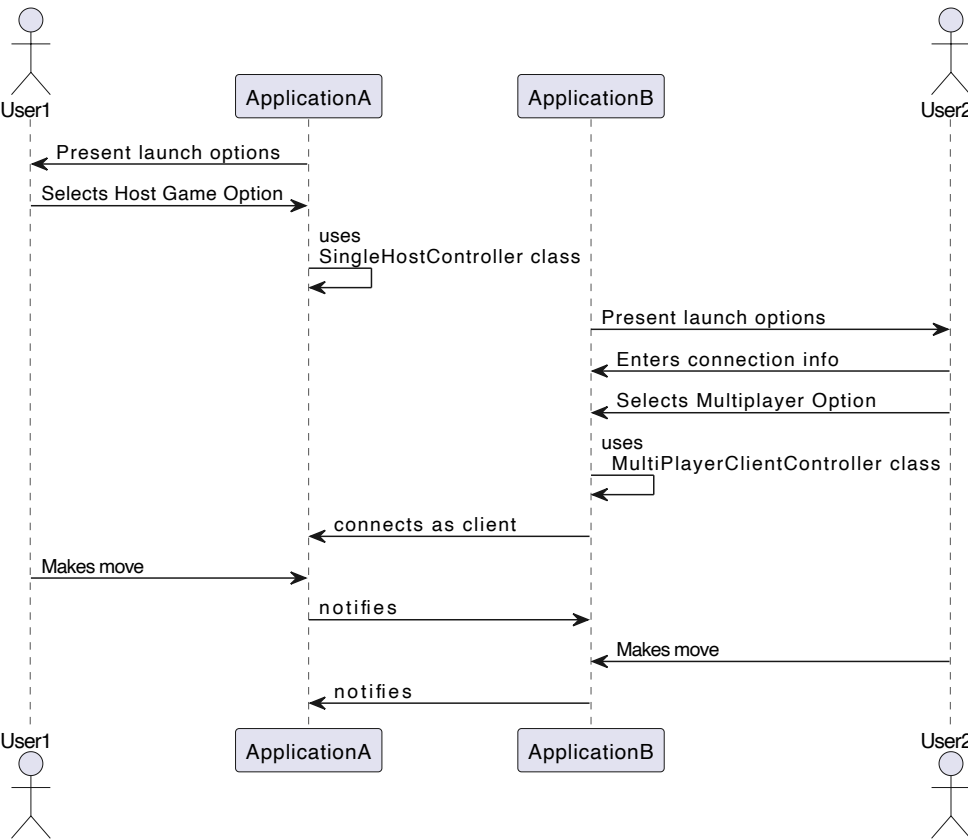 User1
ApplicationA
ApplicationB
User2
Present launch options
Selects Host Game Option
uses
SingleHostController class
Present launch options
Enters connection info
Selects Multiplayer Option
uses
MultiPlayerClientController class
connects as client
Makes move
notifies
Makes move
notifies
User1
ApplicationA
ApplicationB
User2